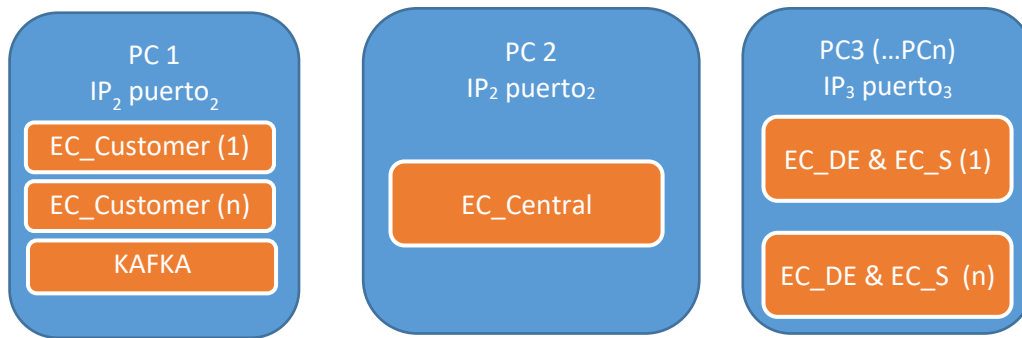 PC 1
IP₂ puerto₂
EC_Customer (1)
EC_Customer (n)
KAFKA
PC 2
IP₂ puerto₂
EC_Central
PC3 (...PCn)
IP₃ puerto₃
EC_DE & EC_S (1)
EC_DE & EC_S (n)